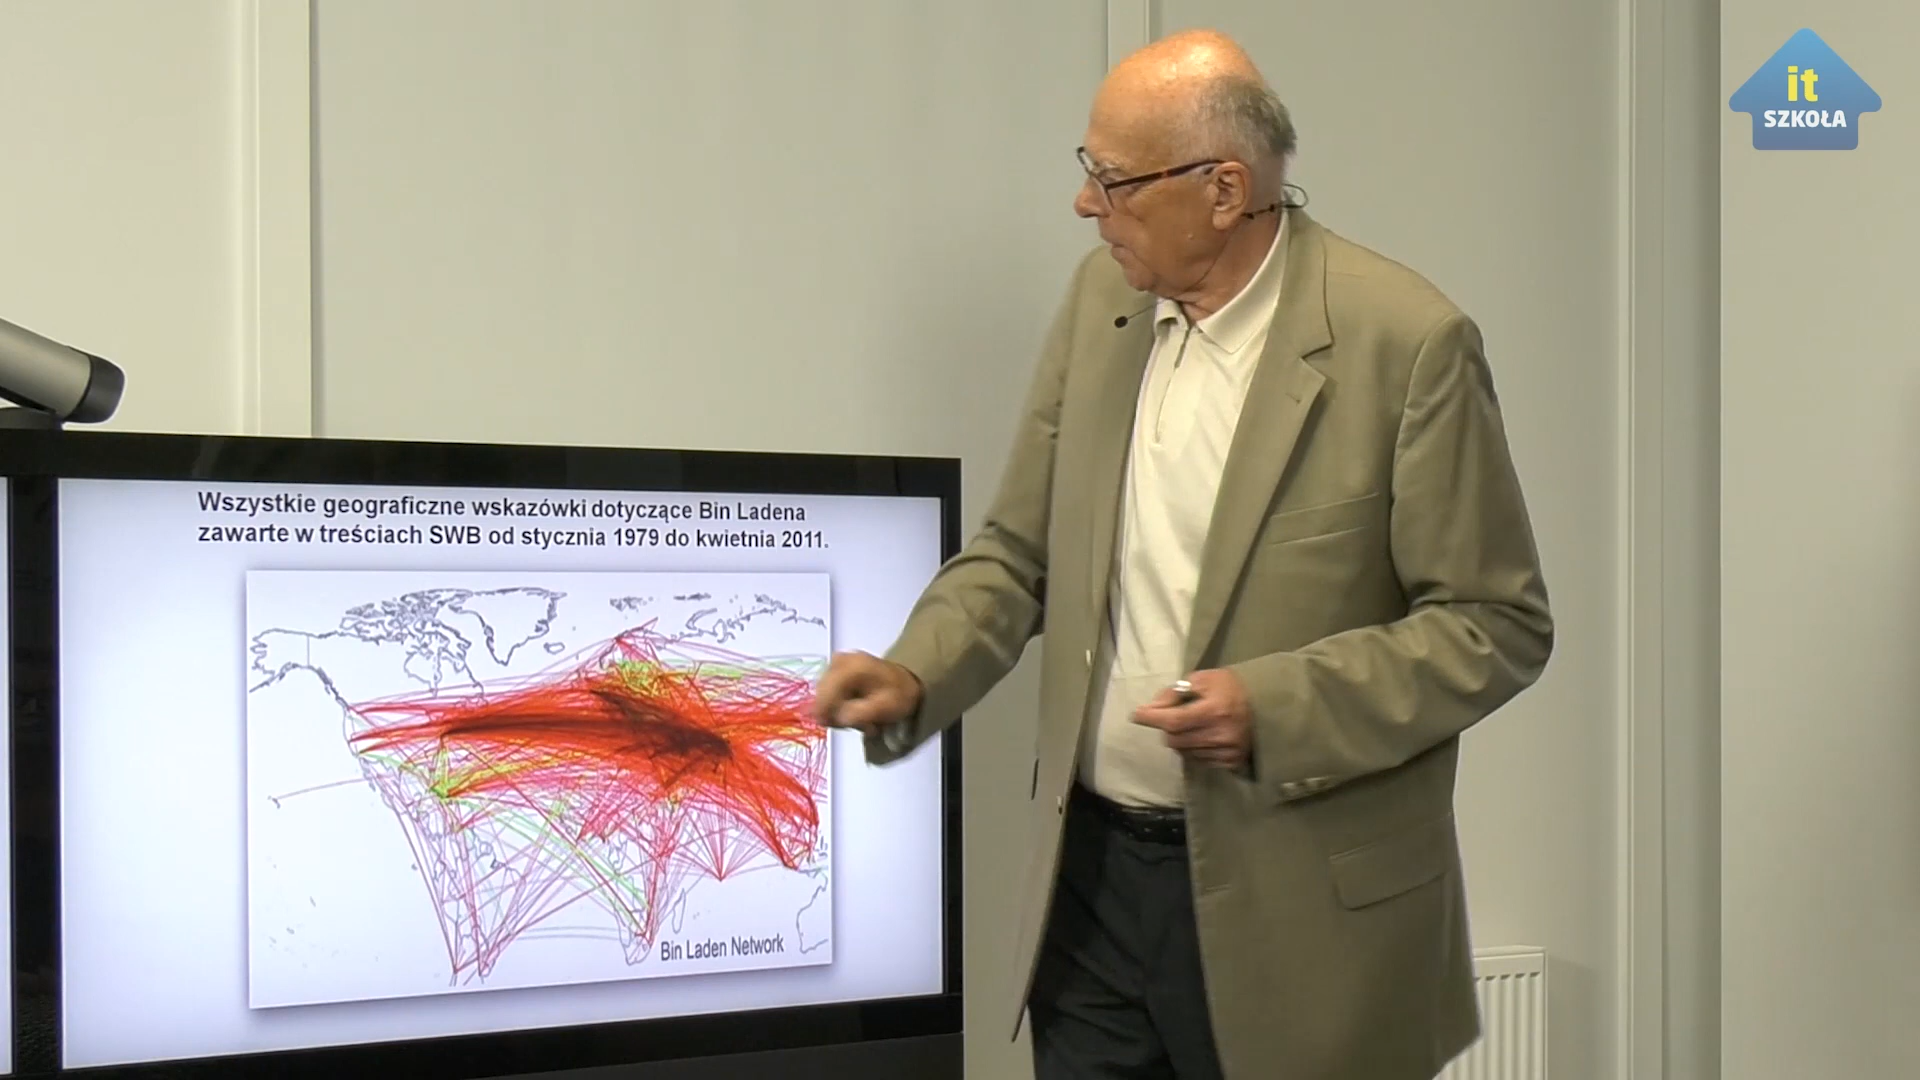 it
SZKOŁA
Wszystkie geograficzne wskazówki dotyczące Bin Ladena
zawarte w treściach SWB od stycznia 1979 do kwietnia 2011.
Bin Laden Network